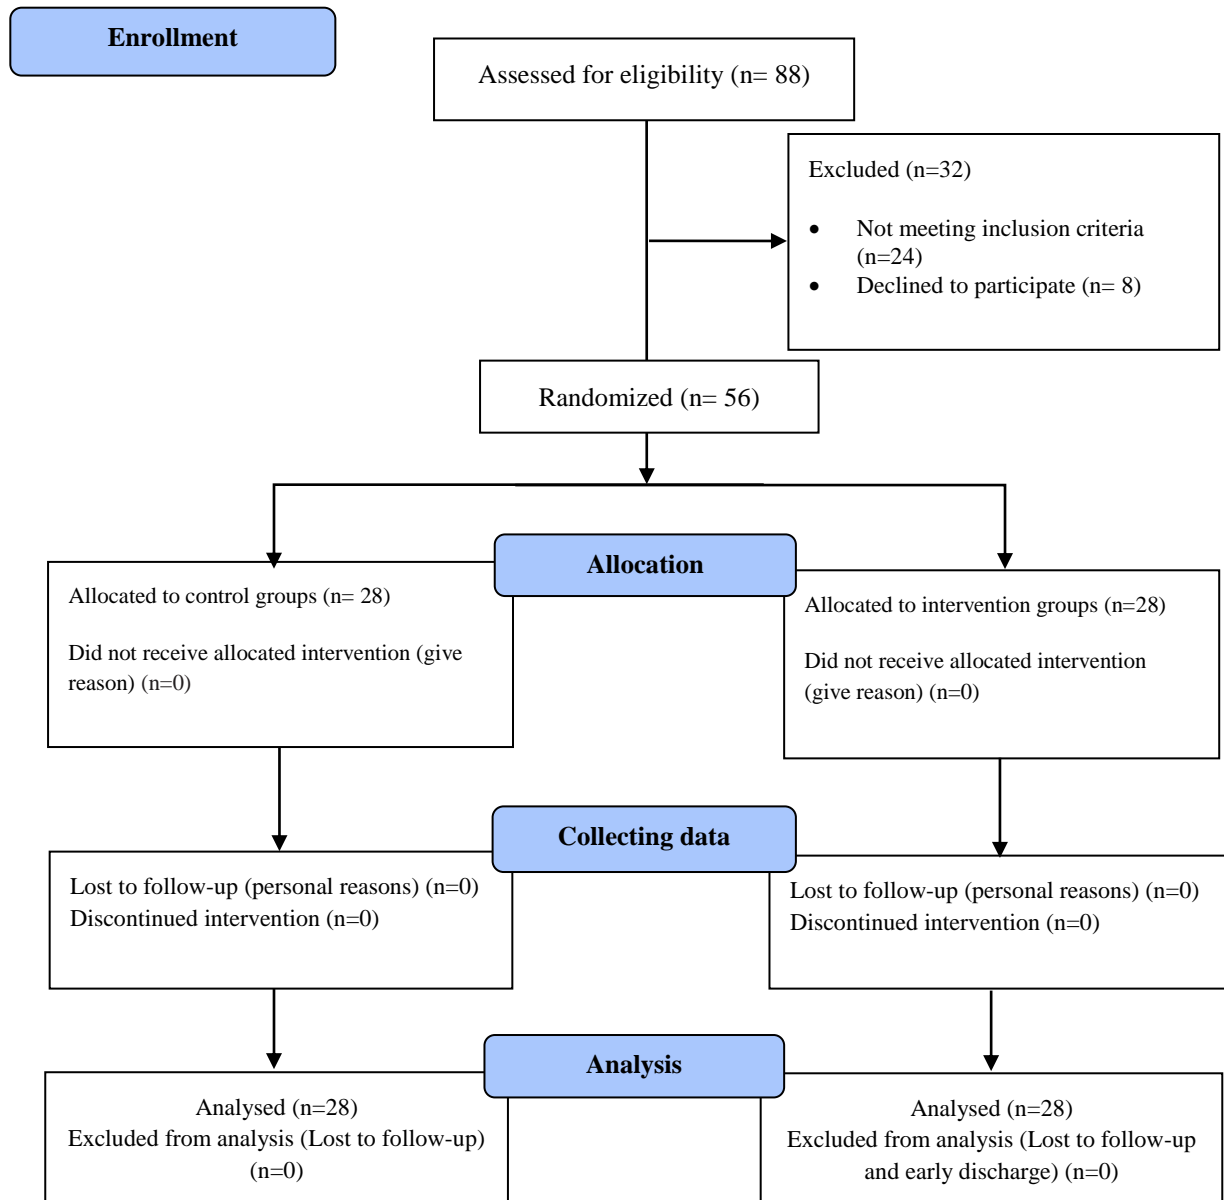 Enrollment
Assessed for eligibility (n= 88)
Excluded (n=32)
• Not meeting inclusion criteria
(n=24)
• Declined to participate (n= 8)
Randomized (n= 56)
Allocation
Allocated to control groups (n= 28)
Did not receive allocated intervention (give
reason) (n=0)
Allocated to intervention groups (n=28)
Did not receive allocated intervention
(give reason) (n=0)
Collecting data
Lost to follow-up (personal reasons) (n=0)
Discontinued intervention (n=0)
Lost to follow-up (personal reasons) (n=0)
Discontinued intervention (n=0)
Analysis
Analysed (n=28)
Excluded from analysis (Lost to follow-up)
(n=0)
Analysed (n=28)
Excluded from analysis (Lost to follow-up
and early discharge) (n=0)